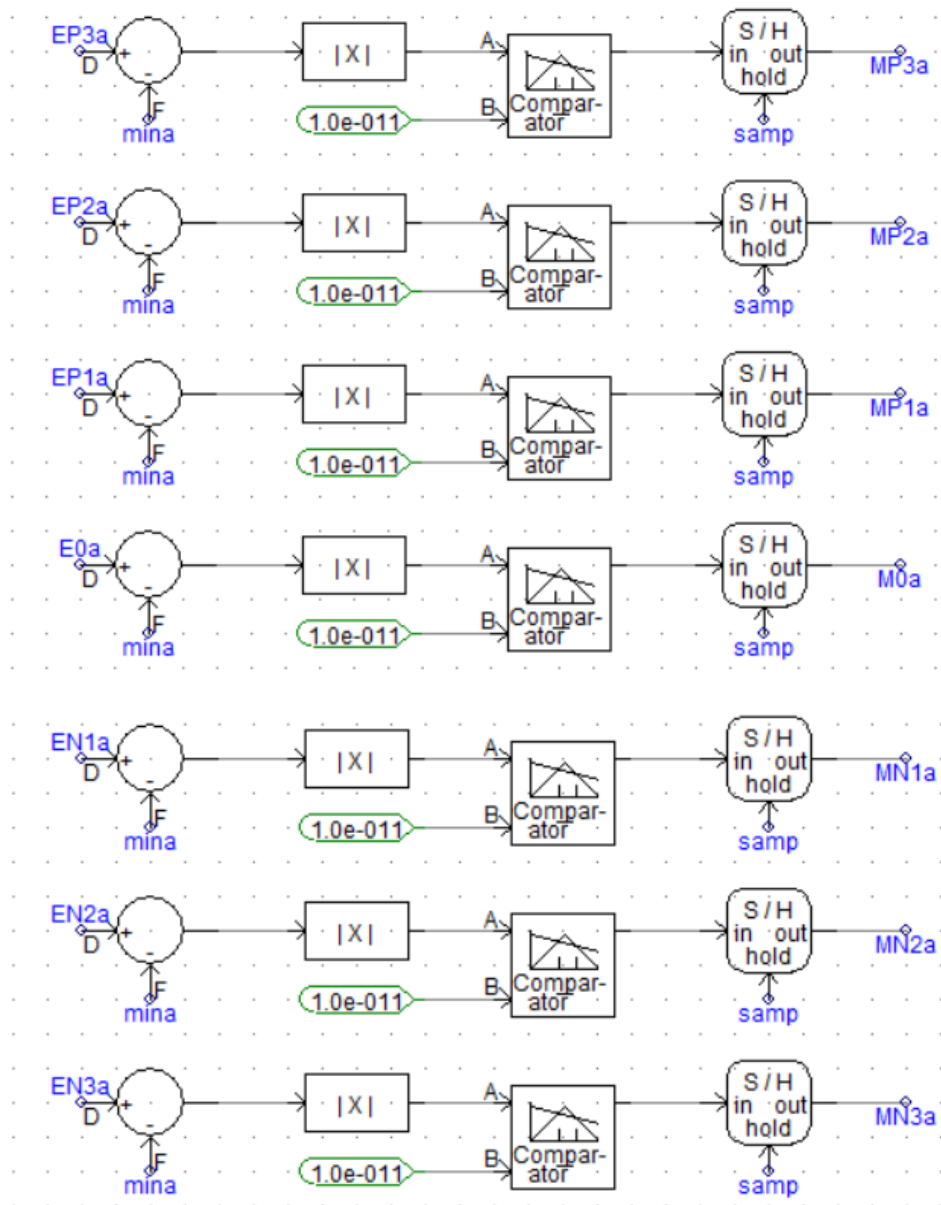 EP3a + |X| A S / H
D - Compar- in out MP3a
F 1.0e-011 B ator hold
mina samp
EP2a + |X| A S / H
D - Compar- in out MP2a
F 1.0e-011 B ator hold
mina samp
EP1a + |X| A S / H
D - Compar- in out MP1a
F 1.0e-011 B ator hold
mina samp
E0a + |X| A S / H
D - Compar- in out M0a
F 1.0e-011 B ator hold
mina samp
EN1a + |X| A S / H
D - Compar- in out MN1a
F 1.0e-011 B ator hold
mina samp
EN2a + |X| A S / H
D - Compar- in out MN2a
F 1.0e-011 B ator hold
mina samp
EN3a + |X| A S / H
D - Compar- in out MN3a
F 1.0e-011 B ator hold
mina samp